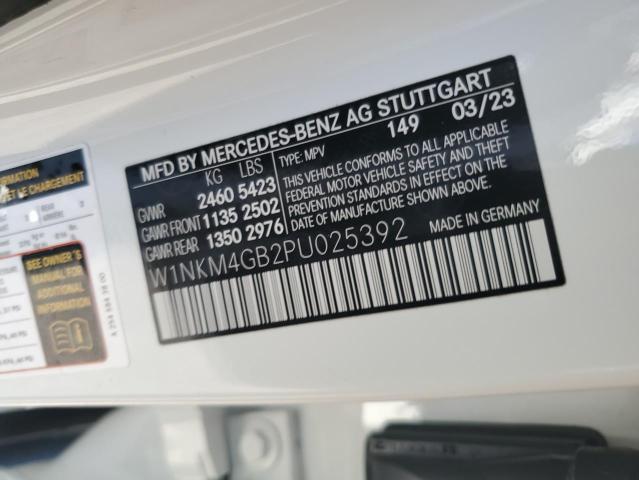 MFD BY MERCEDES-BENZ AG STUTTGART
KG LBS
TYPE: MPV 149 03/23
GVWR 2460 5423
GAWR FRONT 1135 2502
GAWR REAR 1350 2976
THIS VEHICLE CONFORMS TO ALL APPLICABLE
FEDERAL MOTOR VEHICLE SAFETY AND THEFT
PREVENTION STANDARDS IN EFFECT ON THE
DATE OF MANUFACTURE SHOWN ABOVE.
W1NKM4GB2PU025392 MADE IN GERMANY
INFORMATION
LE CHARGEMENT
SEE OWNER'S
MANUAL FOR
ADDITIONAL
INFORMATION